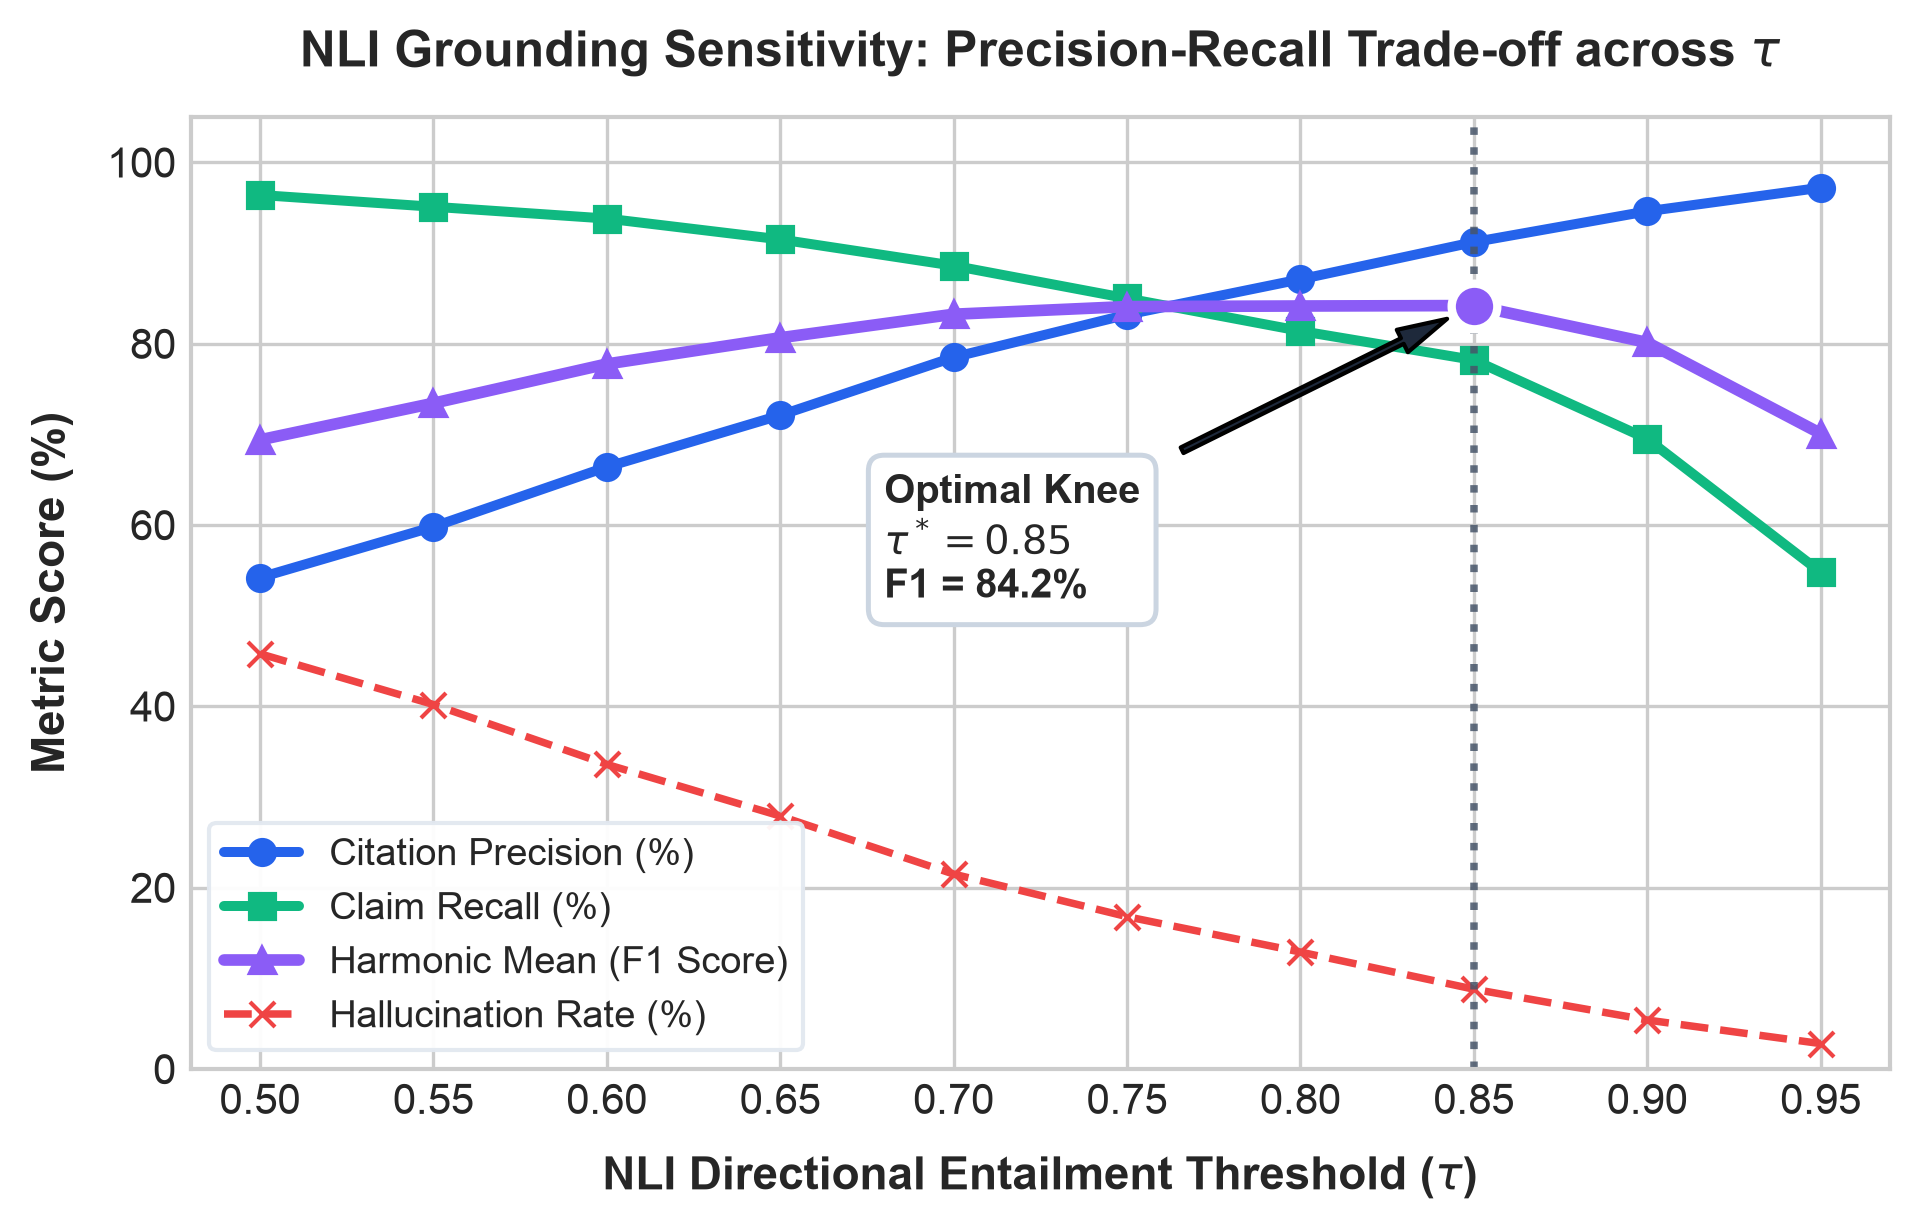 NLI Grounding Sensitivity: Precision-Recall Trade-off across τ
Metric Score (%)
100
80
60
40
20
0
Optimal Knee
τ* = 0.85
F1 = 84.2%
Citation Precision (%)
Claim Recall (%)
Harmonic Mean (F1 Score)
Hallucination Rate (%)
0.50 0.55 0.60 0.65 0.70 0.75 0.80 0.85 0.90 0.95
NLI Directional Entailment Threshold (τ)